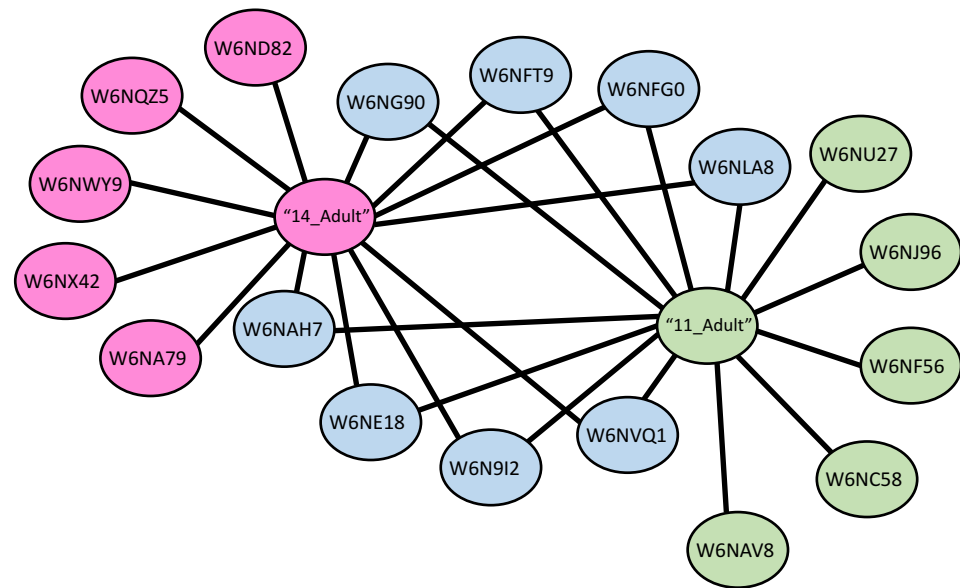 W6ND82
W6NFT9
W6NFG0
W6NQZ5
W6NG90
W6NU27
W6NLA8
W6NWY9
“14_Adult”
W6NJ96
W6NX42
W6NAH7
“11_Adult”
W6NA79
W6NF56
W6NE18
W6NVQ1
W6N9I2
W6NC58
W6NAV8